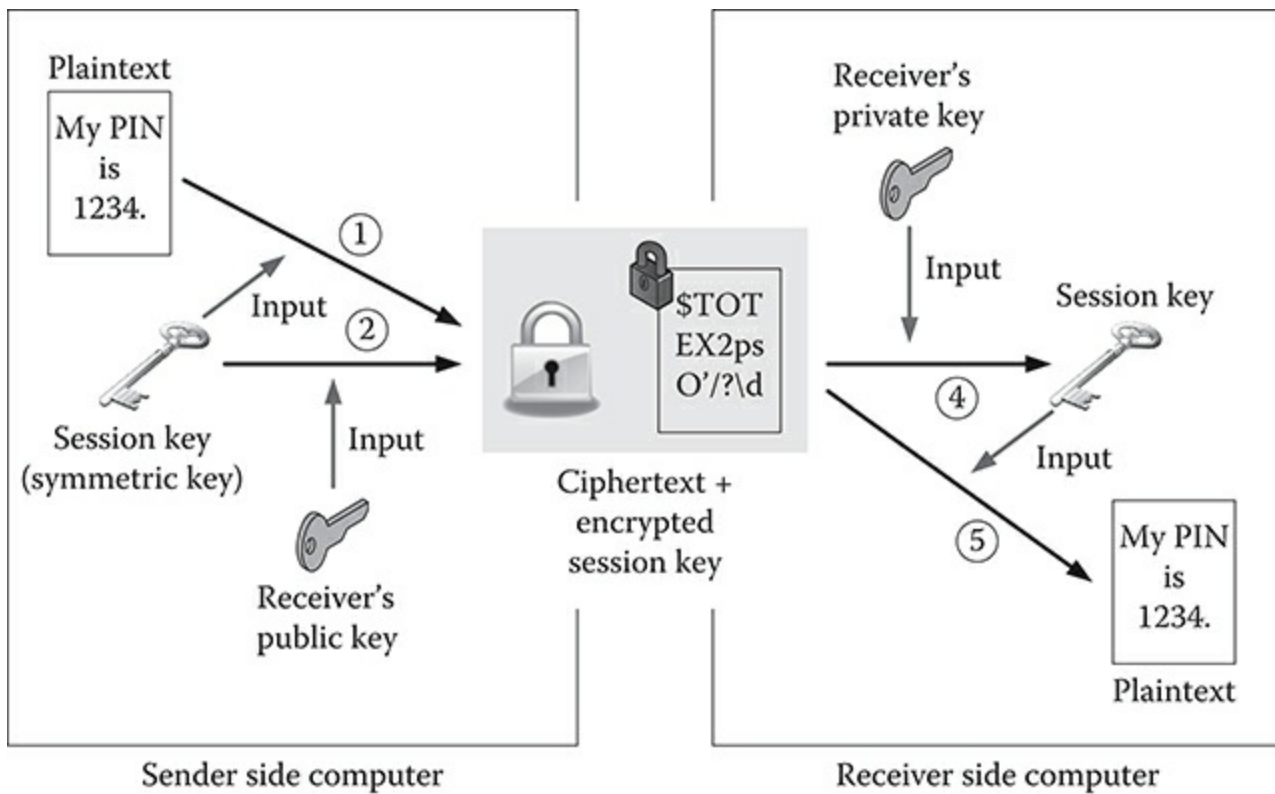 Plaintext
My PIN
is
1234.
1
Input
2
Session key
(symmetric key)
Input
Receiver's
public key
Sender side computer
$TOT
EX2ps
O'/?\d
Ciphertext +
encrypted
session key
Receiver's
private key
Input
Session key
4
Input
5
My PIN
is
1234.
Plaintext
Receiver side computer